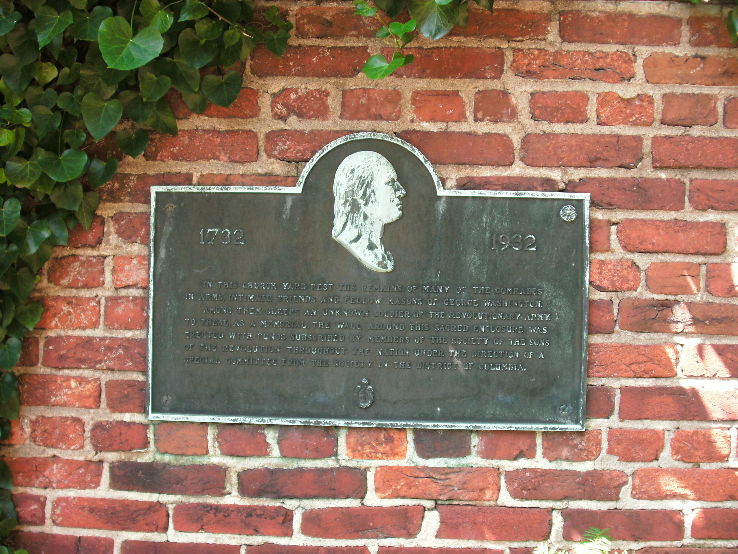 1732 1932
IN THIS CHURCH YARD REST THE REMAINS OF MANY OF THE COMRADES
IN ARMS, INTIMATE FRIENDS AND FELLOW MASONS OF GEORGE WASHINGTON.
AMONG THEM SLEEPS AN UNKNOWN SOLDIER OF THE REVOLUTIONARY ARMY.
TO THEM, AS A MEMORIAL THE WALL AROUND THIS SACRED ENCLOSURE WAS
ERECTED WITH FUNDS SUBSCRIBED BY MEMBERS OF THE SOCIETY OF THE SONS
OF THE REVOLUTION THROUGHOUT THE NATION UNDER THE DIRECTION OF A
SPECIAL COMMITTEE FROM THE SOCIETY IN THE DISTRICT OF COLUMBIA.